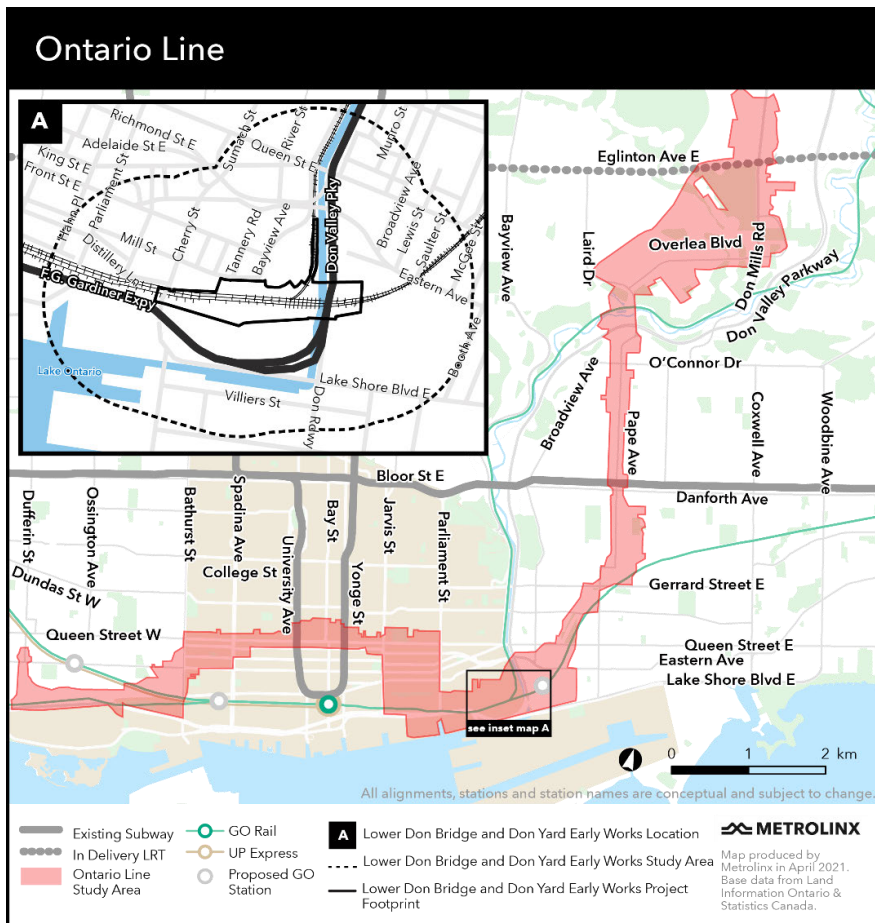 Ontario Line
A
Richmond St E
Adelaide St E
King St E
Front St E
Parliament St
Hahn Pl
Distillery Ln
Mill St
Cherry St
Sumach St
River St
Queen St E
Tannery Rd
Bayview Ave
Don Valley Pky
Munro St
Broadview Ave
Lewis St
Saulter St
McGee St
Eastern Ave
F.G. Gardiner Expy
Lake Ontario
Villiers St
Lake Shore Blvd E
Don Rdwy
Booth Ave
Eglinton Ave E
Bayview Ave
Laird Dr
Overlea Blvd
Don Mills Rd
Don Valley Parkway
O'Connor Dr
Broadview Ave
Pape Ave
Coxwell Ave
Woodbine Ave
Bloor St E
Danforth Ave
Dufferin St
Ossington Ave
Bathurst St
Spadina Ave
University Ave
Bay St
Yonge St
Jarvis St
Parliament St
College St
Dundas St W
Gerrard Street E
Queen Street W
Queen Street E
Eastern Ave
Lake Shore Blvd E
see inset map A
0 1 2 km
All alignments, stations and station names are conceptual and subject to change.
Existing Subway
In Delivery LRT
Ontario Line
Study Area
GO Rail
UP Express
Proposed GO
Station
A Lower Don Bridge and Don Yard Early Works Location
Lower Don Bridge and Don Yard Early Works Study Area
Lower Don Bridge and Don Yard Early Works Project
Footprint
METROLINX
Map produced by
Metrolinx in April 2021.
Base data from Land
Information Ontario &
Statistics Canada.